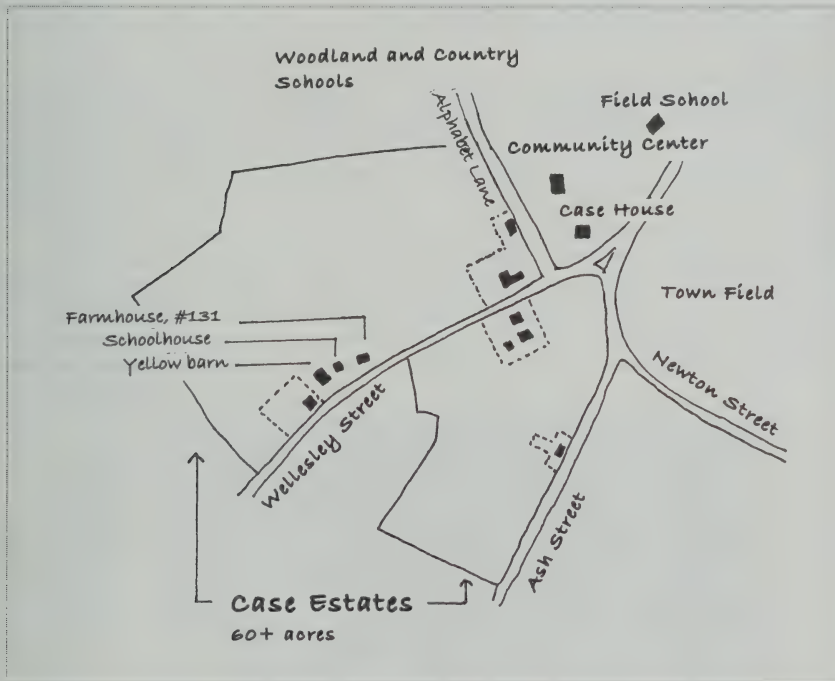 Woodland and Country
Schools
Alphabet Lane
Field School
Community Center
Case House
Town Field
Farmhouse, #131
Schoolhouse
Yellow barn
Newton Street
Wellesley Street
Ash Street
Case Estates
60+ acres